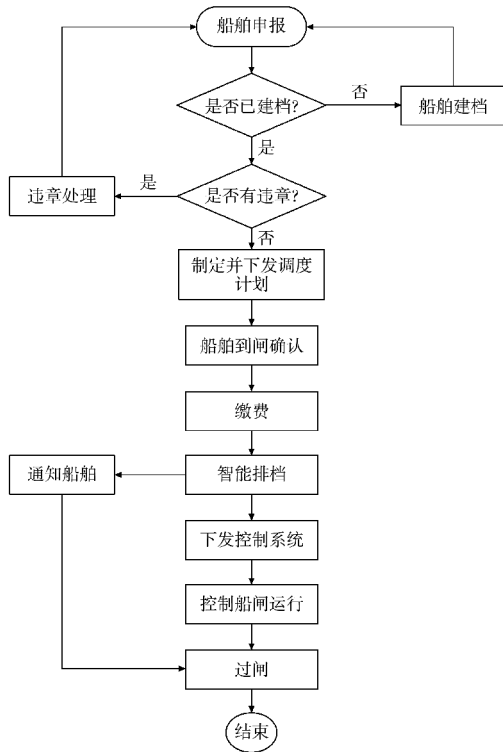 船舶申报
是否已建档?
否
船舶建档
是
违章处理
是
是否有违章?
否
制定并下发调度
计划
船舶到闸确认
缴费
通知船舶
智能排档
下发控制系统
控制船闸运行
过闸
结束